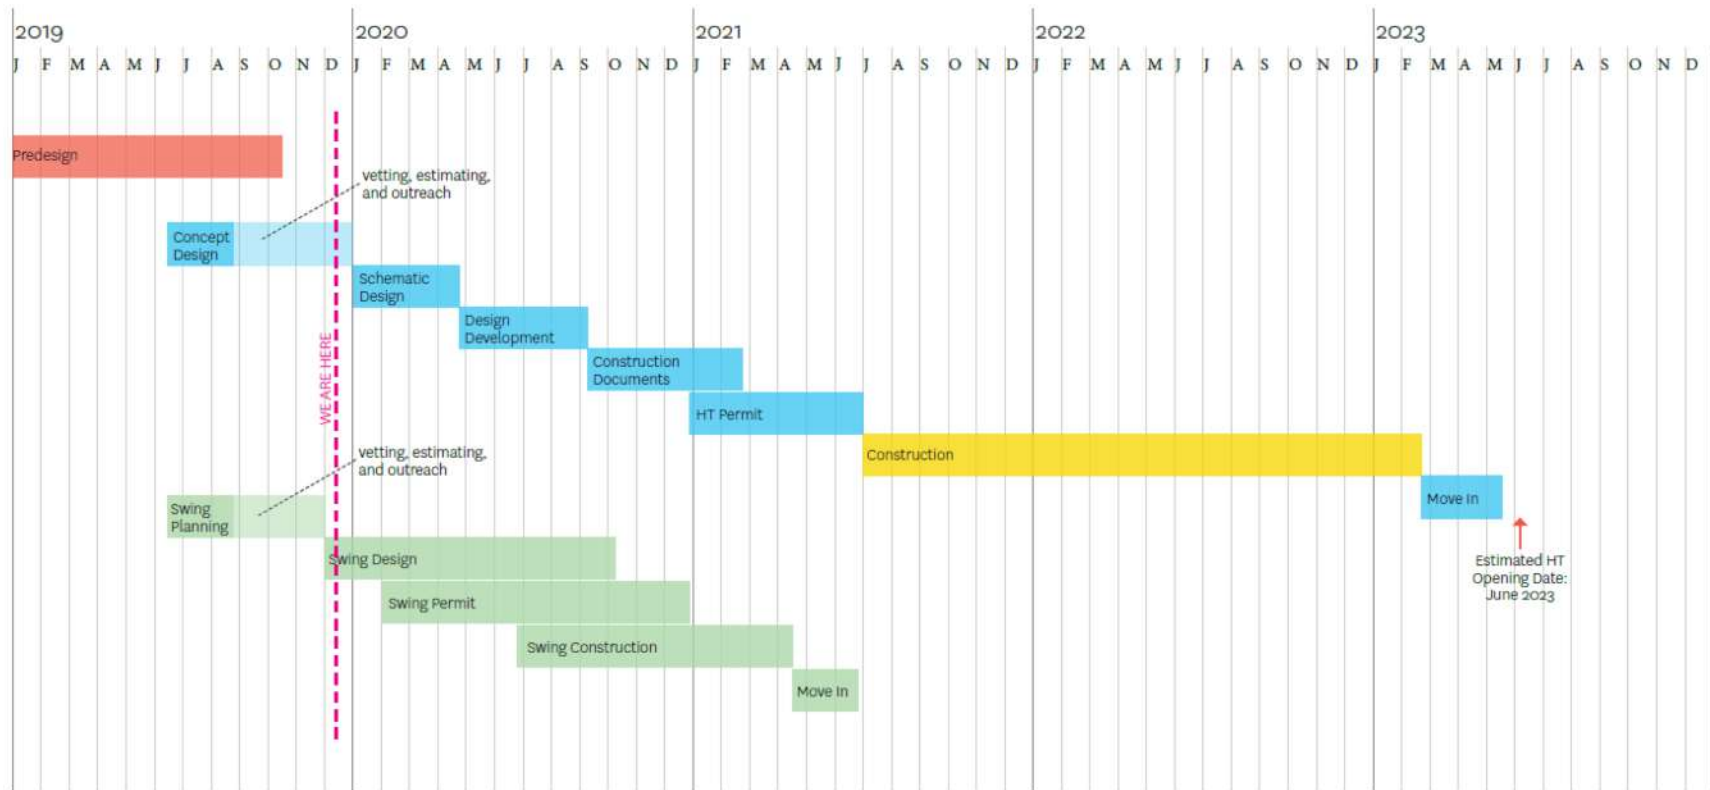 2019 2020 2021 2022 2023
J F M A M J J A S O N D J F M A M J J A S O N D J F M A M J J A S O N D J F M A M J J A S O N D J F M A M J J A S O N D
Predesign
vetting, estimating,
and outreach
Concept
Design
Schematic
Design
Design
Development
WE ARE HERE
Construction
Documents
HT Permit
Construction
vetting, estimating,
and outreach
Move In
Swing
Planning
Estimated HT
Opening Date:
June 2023
Swing Design
Swing Permit
Swing Construction
Move In